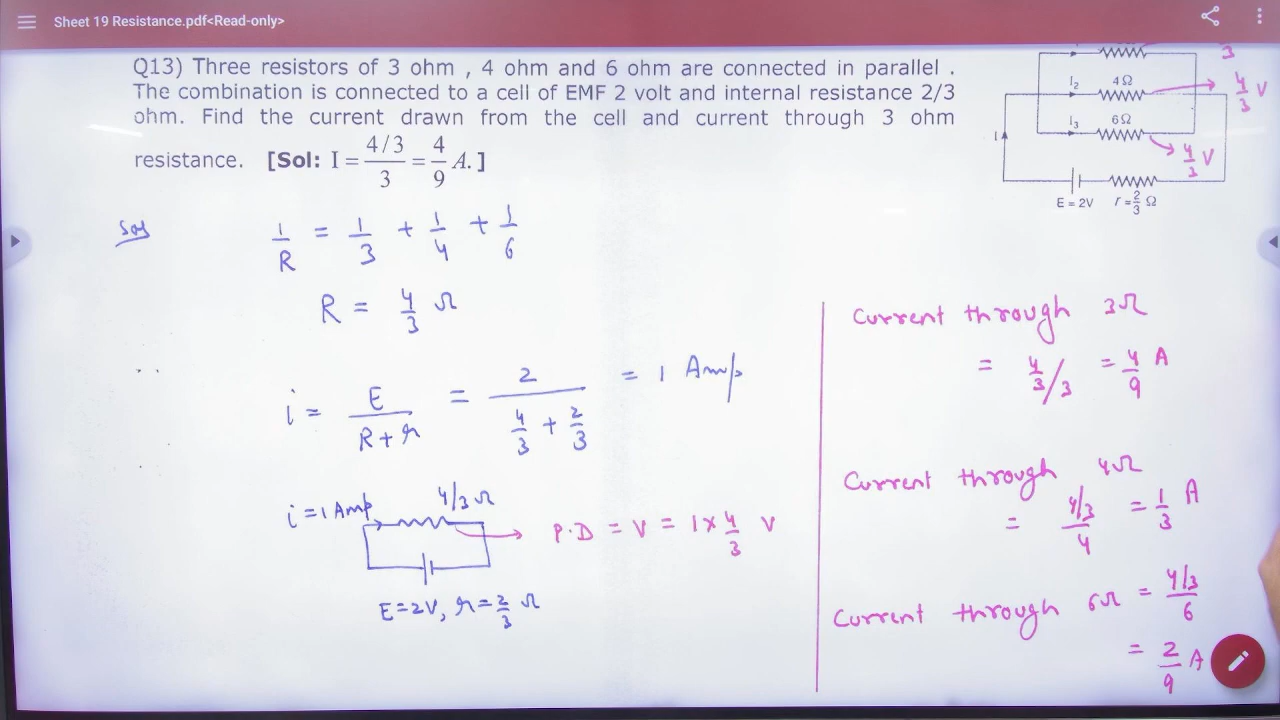 Sheet 19 Resistance.pdf<Read-only>
Q13) Three resistors of 3 ohm , 4 ohm and 6 ohm are connected in parallel .
The combination is connected to a cell of EMF 2 volt and internal resistance 2/3
ohm. Find the current drawn from the cell and current through 3 ohm
resistance. [Sol: I = (4/3)/3 = 4/9 A. ]
3
I₂ 4Ω 4/3 V
I₃ 6Ω
I
4/3 V
E = 2V r = 2/3 Ω
Sol
1/R = 1/3 + 1/4 + 1/6
R = 4/3 Ω
i = E/(R+r) = 2/(4/3 + 2/3) = 1 Amp
i = 1 Amp 4/3 Ω
P.D = V = 1 × 4/3 V
E=2V, r=2/3 Ω
Current through 3Ω
= 4/3/3 = 4/9 A
Current through 4Ω
= 4/3/4 = 1/3 A
Current through 6Ω = 4/3/6
= 2/9 A